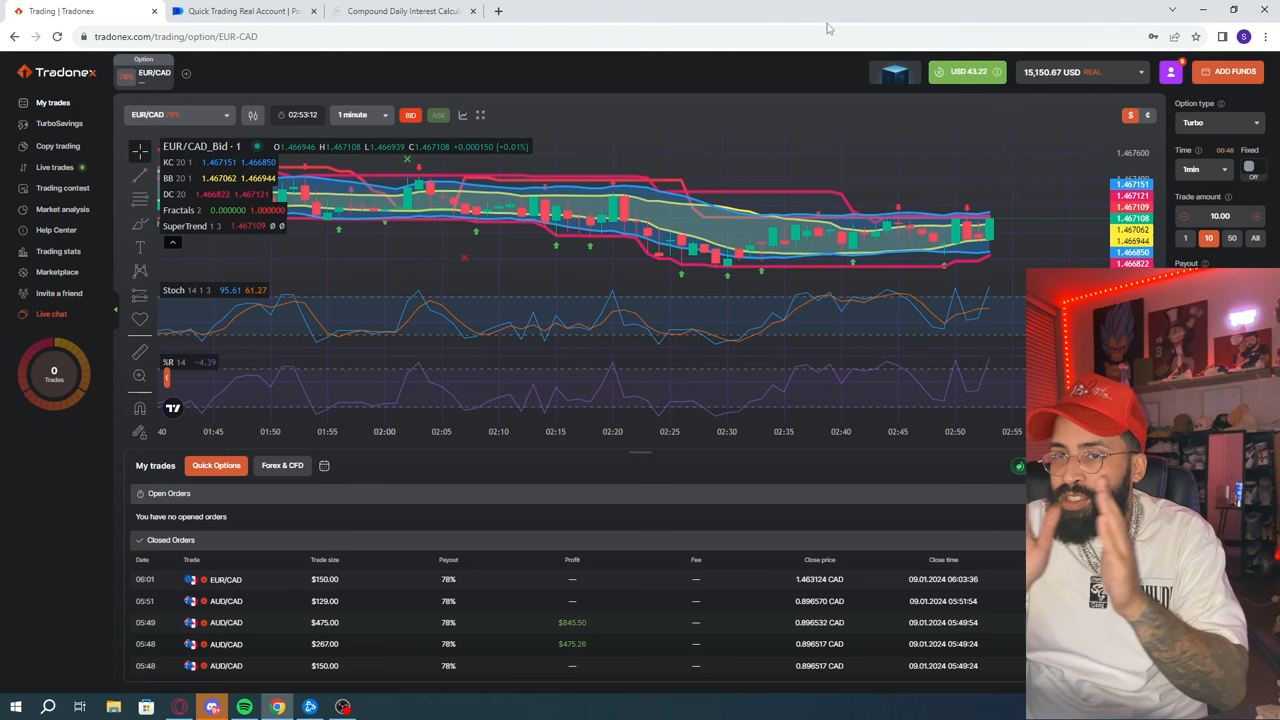 Trading | Tradonex
Quick Trading Real Account | Po
Compound Daily Interest Calcul
tradonex.com/trading/option/EUR-CAD
S
Tradonex
Option
78% EUR/CAD
USD 43.22
15,150.67 USD REAL
ADD FUNDS
My trades
TurboSavings
Copy trading
Live trades
Trading contest
Market analysis
Help Center
Trading stats
Marketplace
Invite a friend
Live chat
0
Trades
EUR/CAD 78%
02:53:12
1 minute
BID
ASK
$
¢
EUR/CAD_Bid · 1
O1.466946 H1.467108 L1.466939 C1.467108 +0.000150 (+0.01%)
KC 20 1 1.467151 1.466850
BB 20 1 1.467062 1.466944
DC 20 1.466822 1.467121
Fractals 2 0.000000 1.000000
SuperTrend 1 3 1.467109 Ø Ø
1.467600
1.467151
1.467121
1.467109
1.467108
1.467062
1.466944
1.466850
1.466822
Stoch 14 1 3 95.61 61.27
%R 14 −4.39
40 01:45 01:50 01:55 02:00 02:05 02:10 02:15 02:20 02:25 02:30 02:35 02:40 02:45 02:50 02:55
Option type
Turbo
Time 00:46 Fixed
1min
Off
Trade amount
10.00
1 10 50 All
Payout
My trades
Quick Options
Forex & CFD
Open Orders
You have no opened orders
Closed Orders
Date Trade Trade size Payout Profit Fee Close price Close time
06:01 EUR/CAD $150.00 78% — — 1.463124 CAD 09.01.2024 06:03:36
05:51 AUD/CAD $129.00 78% — — 0.896570 CAD 09.01.2024 05:51:54
05:49 AUD/CAD $475.00 78% $845.50 — 0.896532 CAD 09.01.2024 05:49:54
05:48 AUD/CAD $267.00 78% $475.26 — 0.896517 CAD 09.01.2024 05:49:24
05:48 AUD/CAD $150.00 78% — — 0.896517 CAD 09.01.2024 05:49:24